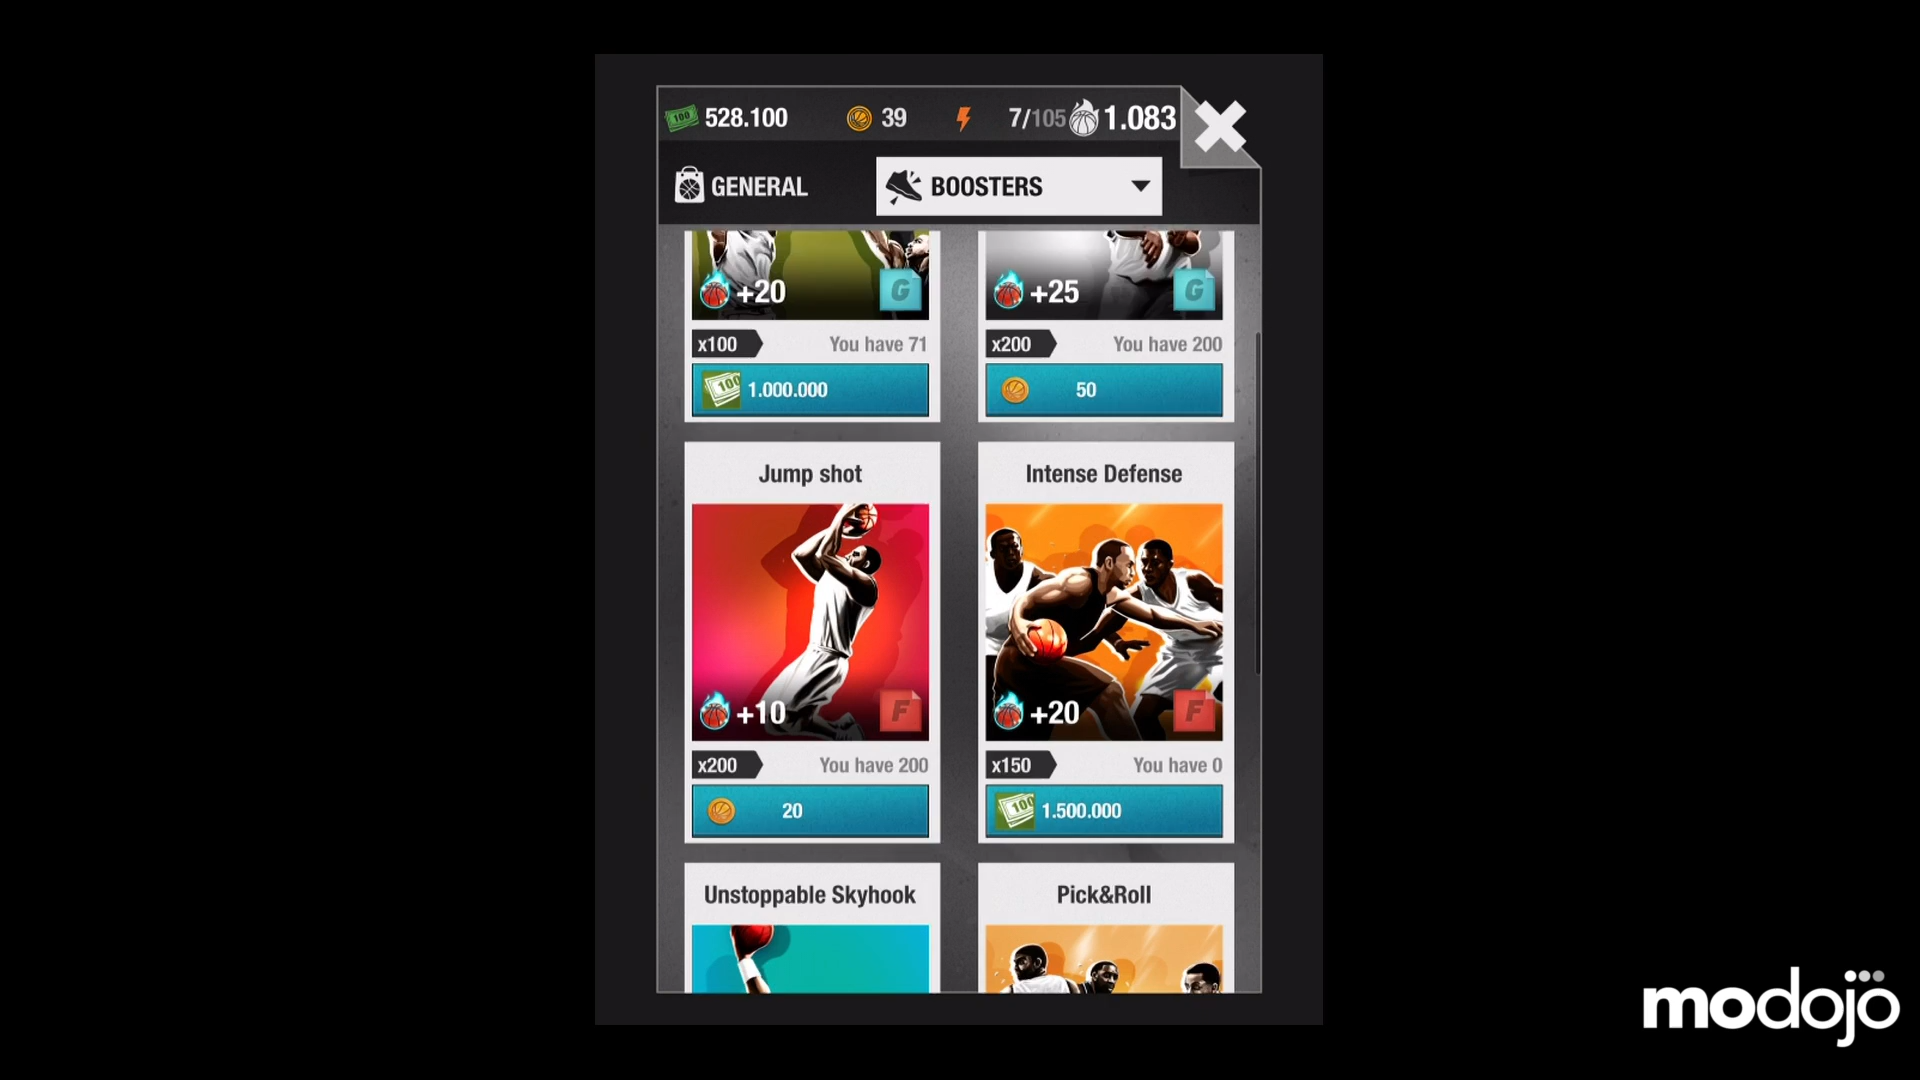 528.100 39 7/105 1.083
GENERAL BOOSTERS
+20 G +25 G
x100 You have 71 x200 You have 200
100 1.000.000 50
Jump shot Intense Defense
+10 F +20 F
x200 You have 200 x150 You have 0
20 100 1.500.000
Unstoppable Skyhook Pick&Roll
modojo